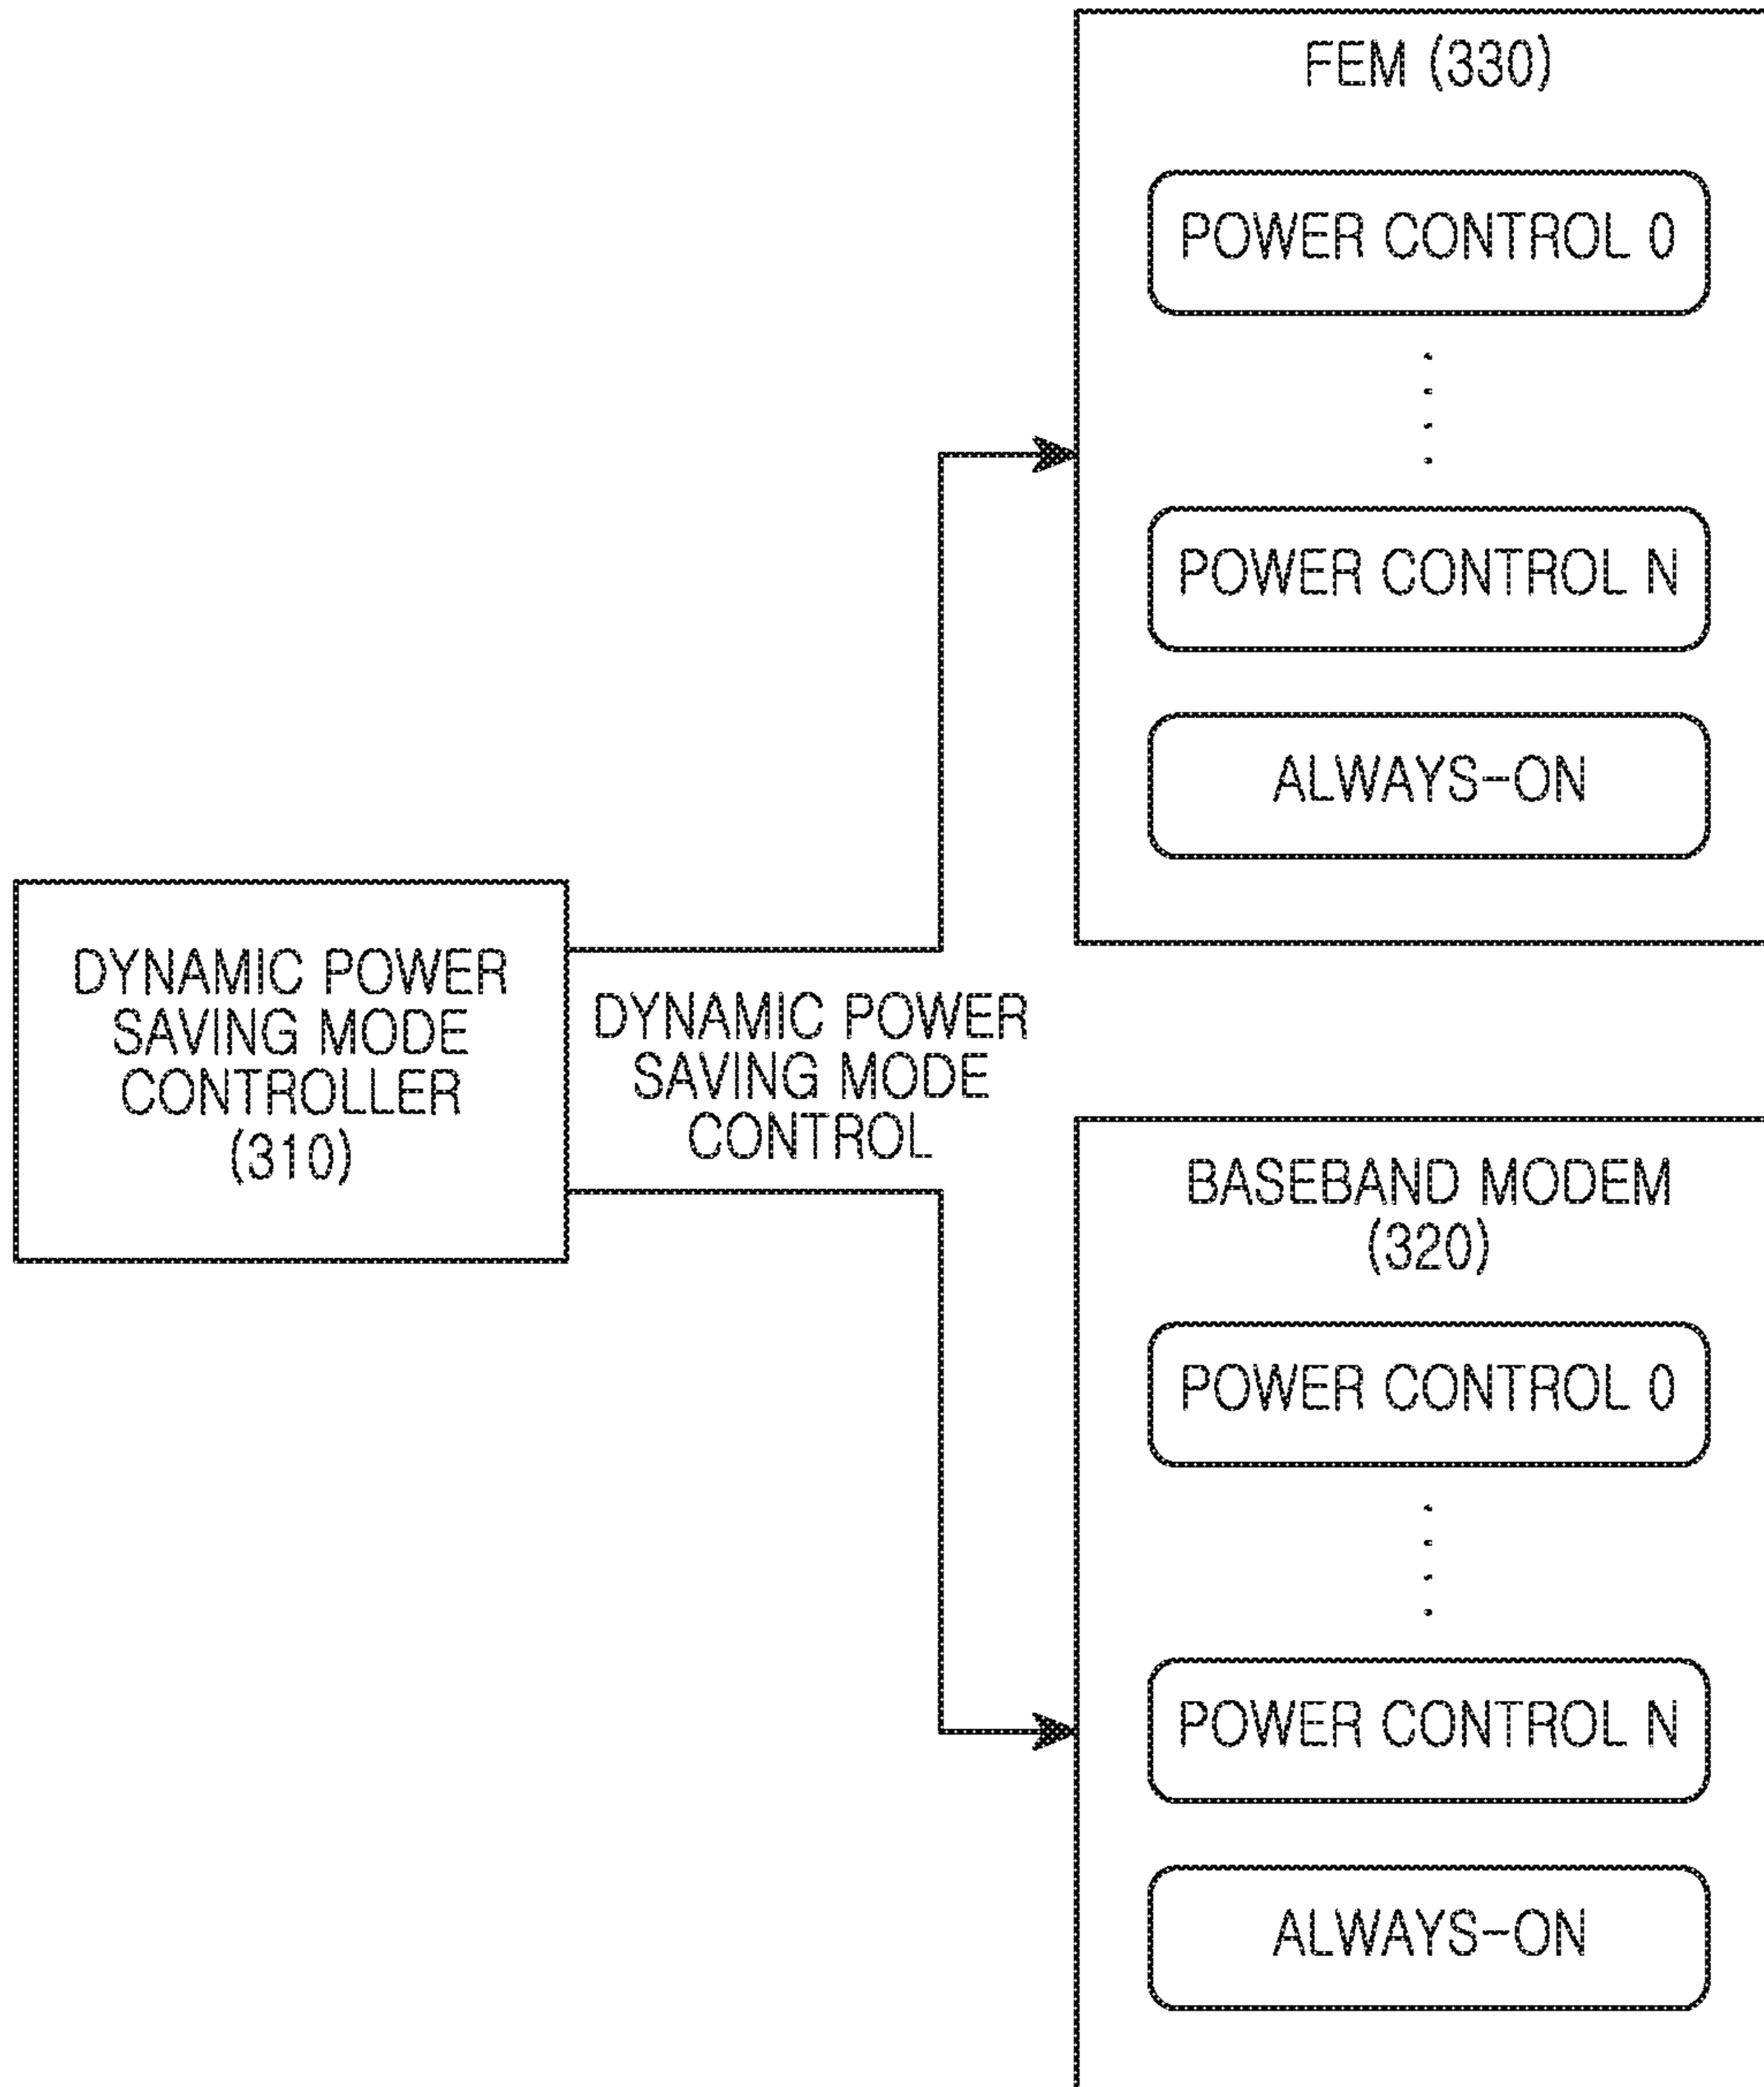 FEM (330)
POWER CONTROL 0
POWER CONTROL N
ALWAYS-ON
DYNAMIC POWER
SAVING MODE
CONTROLLER
(310)
DYNAMIC POWER
SAVING MODE
CONTROL
BASEBAND MODEM
(320)
POWER CONTROL 0
POWER CONTROL N
ALWAYS-ON